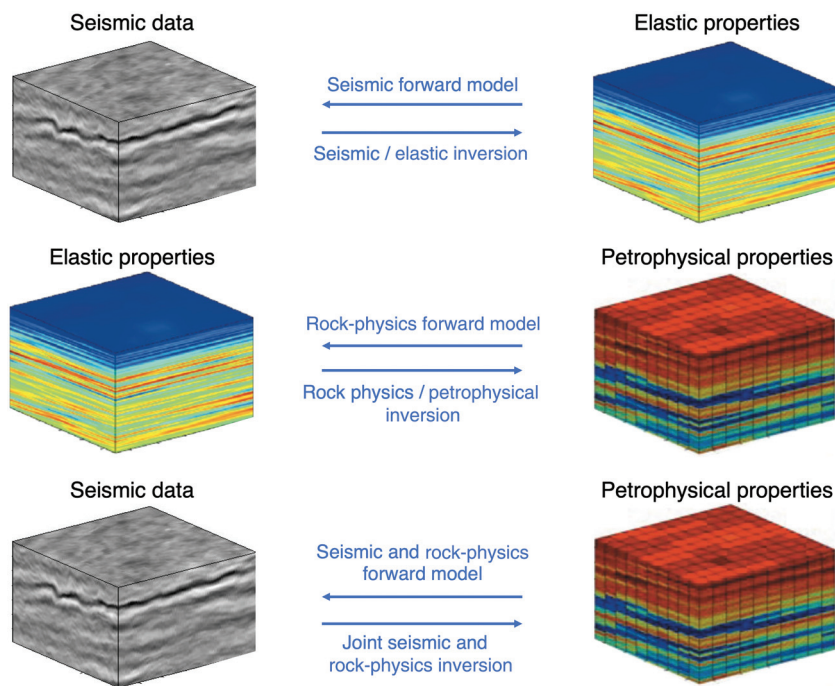 Seismic data
Elastic properties
Seismic forward model
Seismic / elastic inversion
Elastic properties
Petrophysical properties
Rock-physics forward model
Rock physics / petrophysical
inversion
Seismic data
Petrophysical properties
Seismic and rock-physics
forward model
Joint seismic and
rock-physics inversion